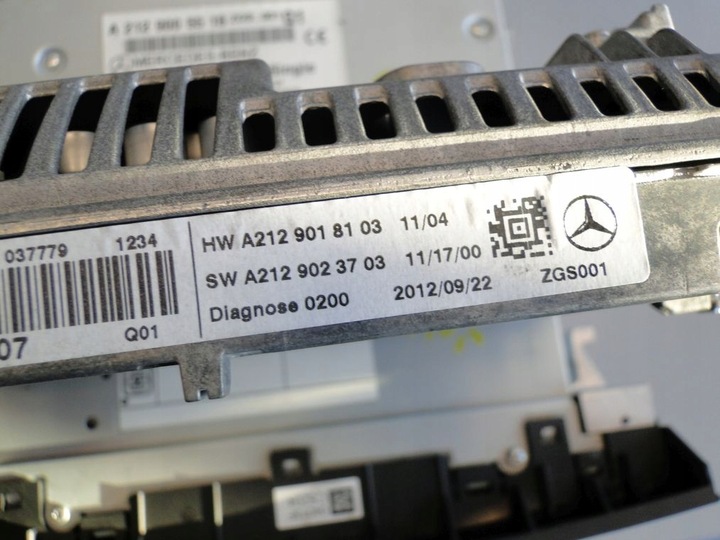 037779 1234
07 Q01
HW A212 901 81 03 11/04
SW A212 902 37 03 11/17/00
Diagnose 0200 2012/09/22
ZGS001